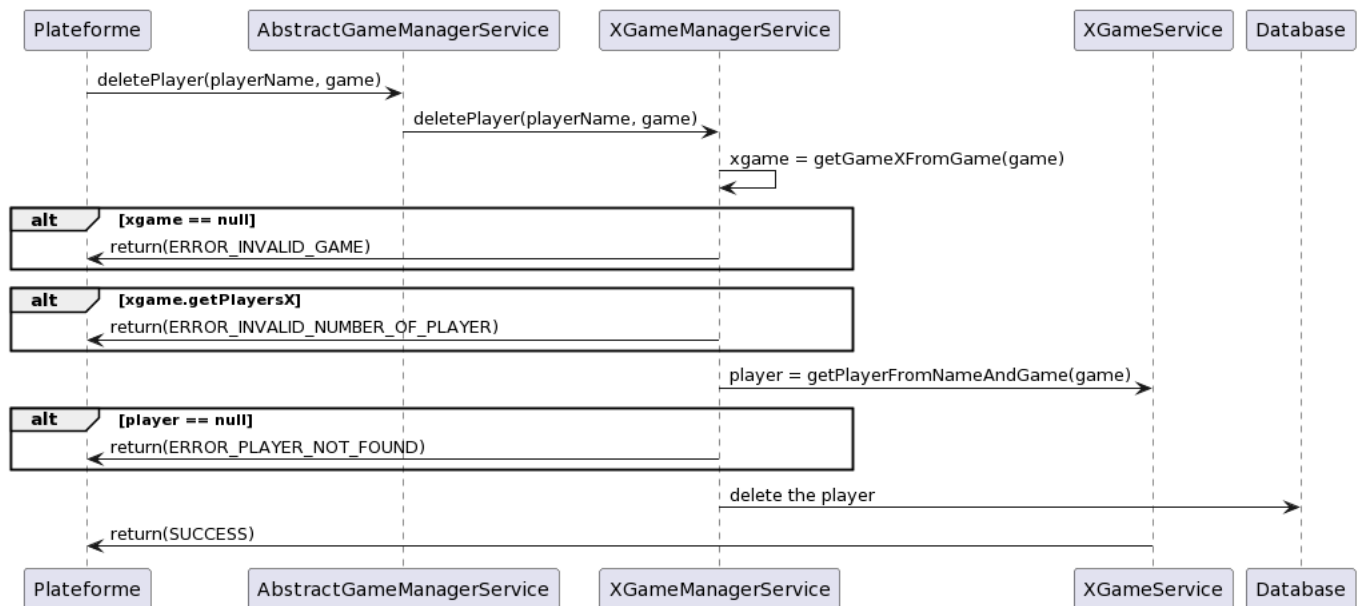 Plateforme AbstractGameManagerService XGameManagerService XGameService Database
deletePlayer(playerName, game)
deletePlayer(playerName, game)
xgame = getGameXFromGame(game)
alt [xgame == null]
return(ERROR_INVALID_GAME)
alt [xgame.getPlayersX]
return(ERROR_INVALID_NUMBER_OF_PLAYER)
player = getPlayerFromNameAndGame(game)
alt [player == null]
return(ERROR_PLAYER_NOT_FOUND)
delete the player
return(SUCCESS)
Plateforme AbstractGameManagerService XGameManagerService XGameService Database